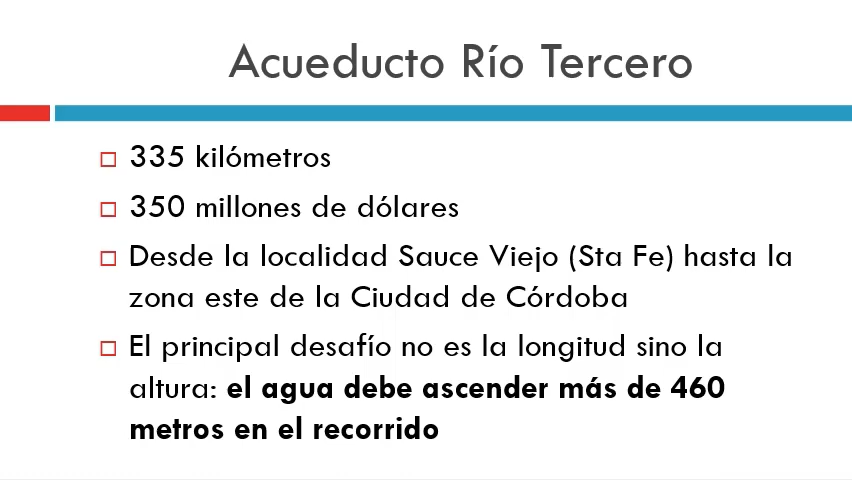 Acueducto Río Tercero
335 kilómetros
350 millones de dólares
Desde la localidad Sauce Viejo (Sta Fe) hasta la
zona este de la Ciudad de Córdoba
El principal desafío no es la longitud sino la
altura: el agua debe ascender más de 460
metros en el recorrido